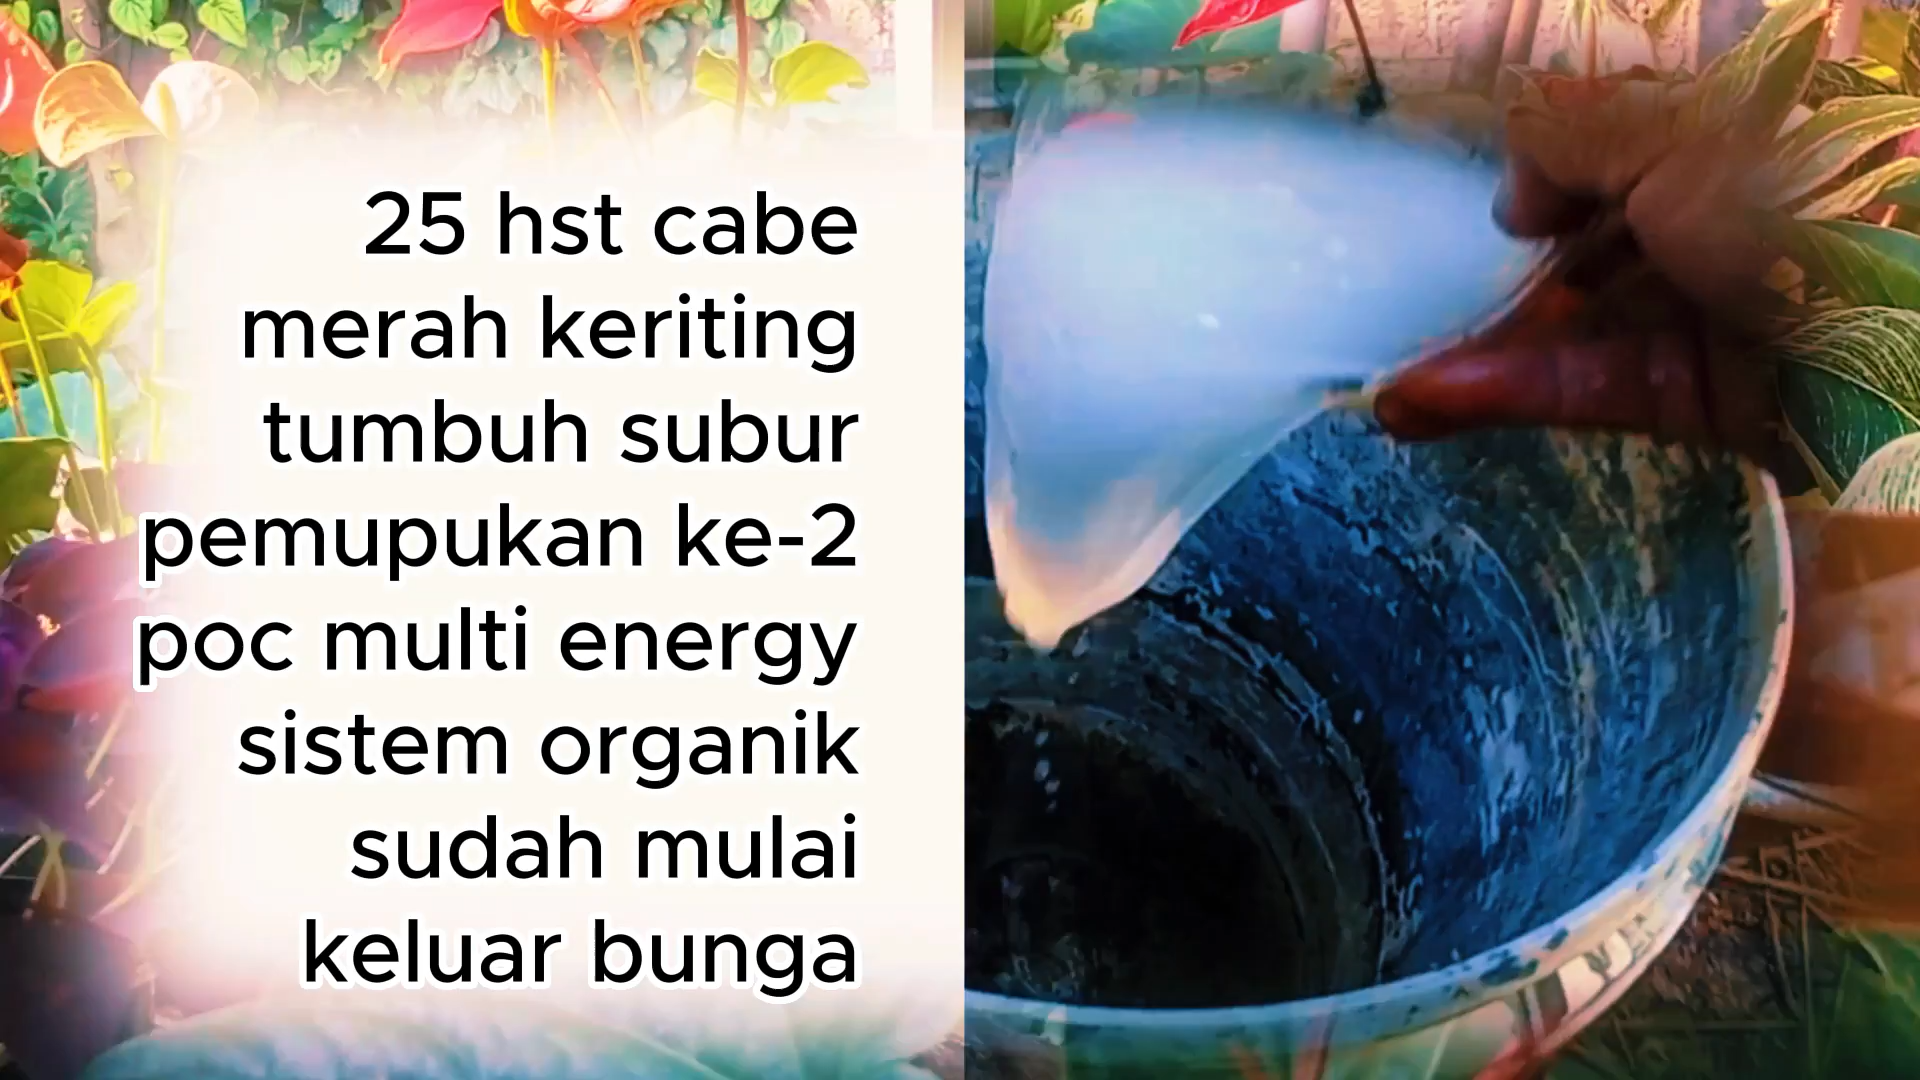 25 hst cabe
merah keriting
tumbuh subur
pemupukan ke-2
poc multi energy
sistem organik
sudah mulai
keluar bunga